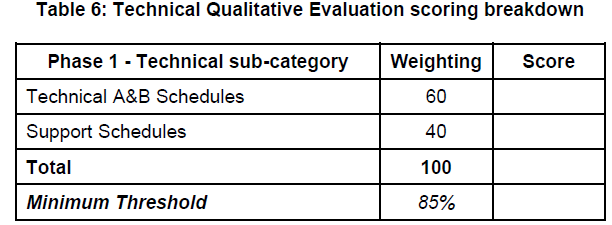 Table 6: Technical Qualitative Evaluation scoring breakdown
Phase 1 - Technical sub-category Weighting Score
Technical A&B Schedules 60
Support Schedules 40
Total 100
Minimum Threshold 85%